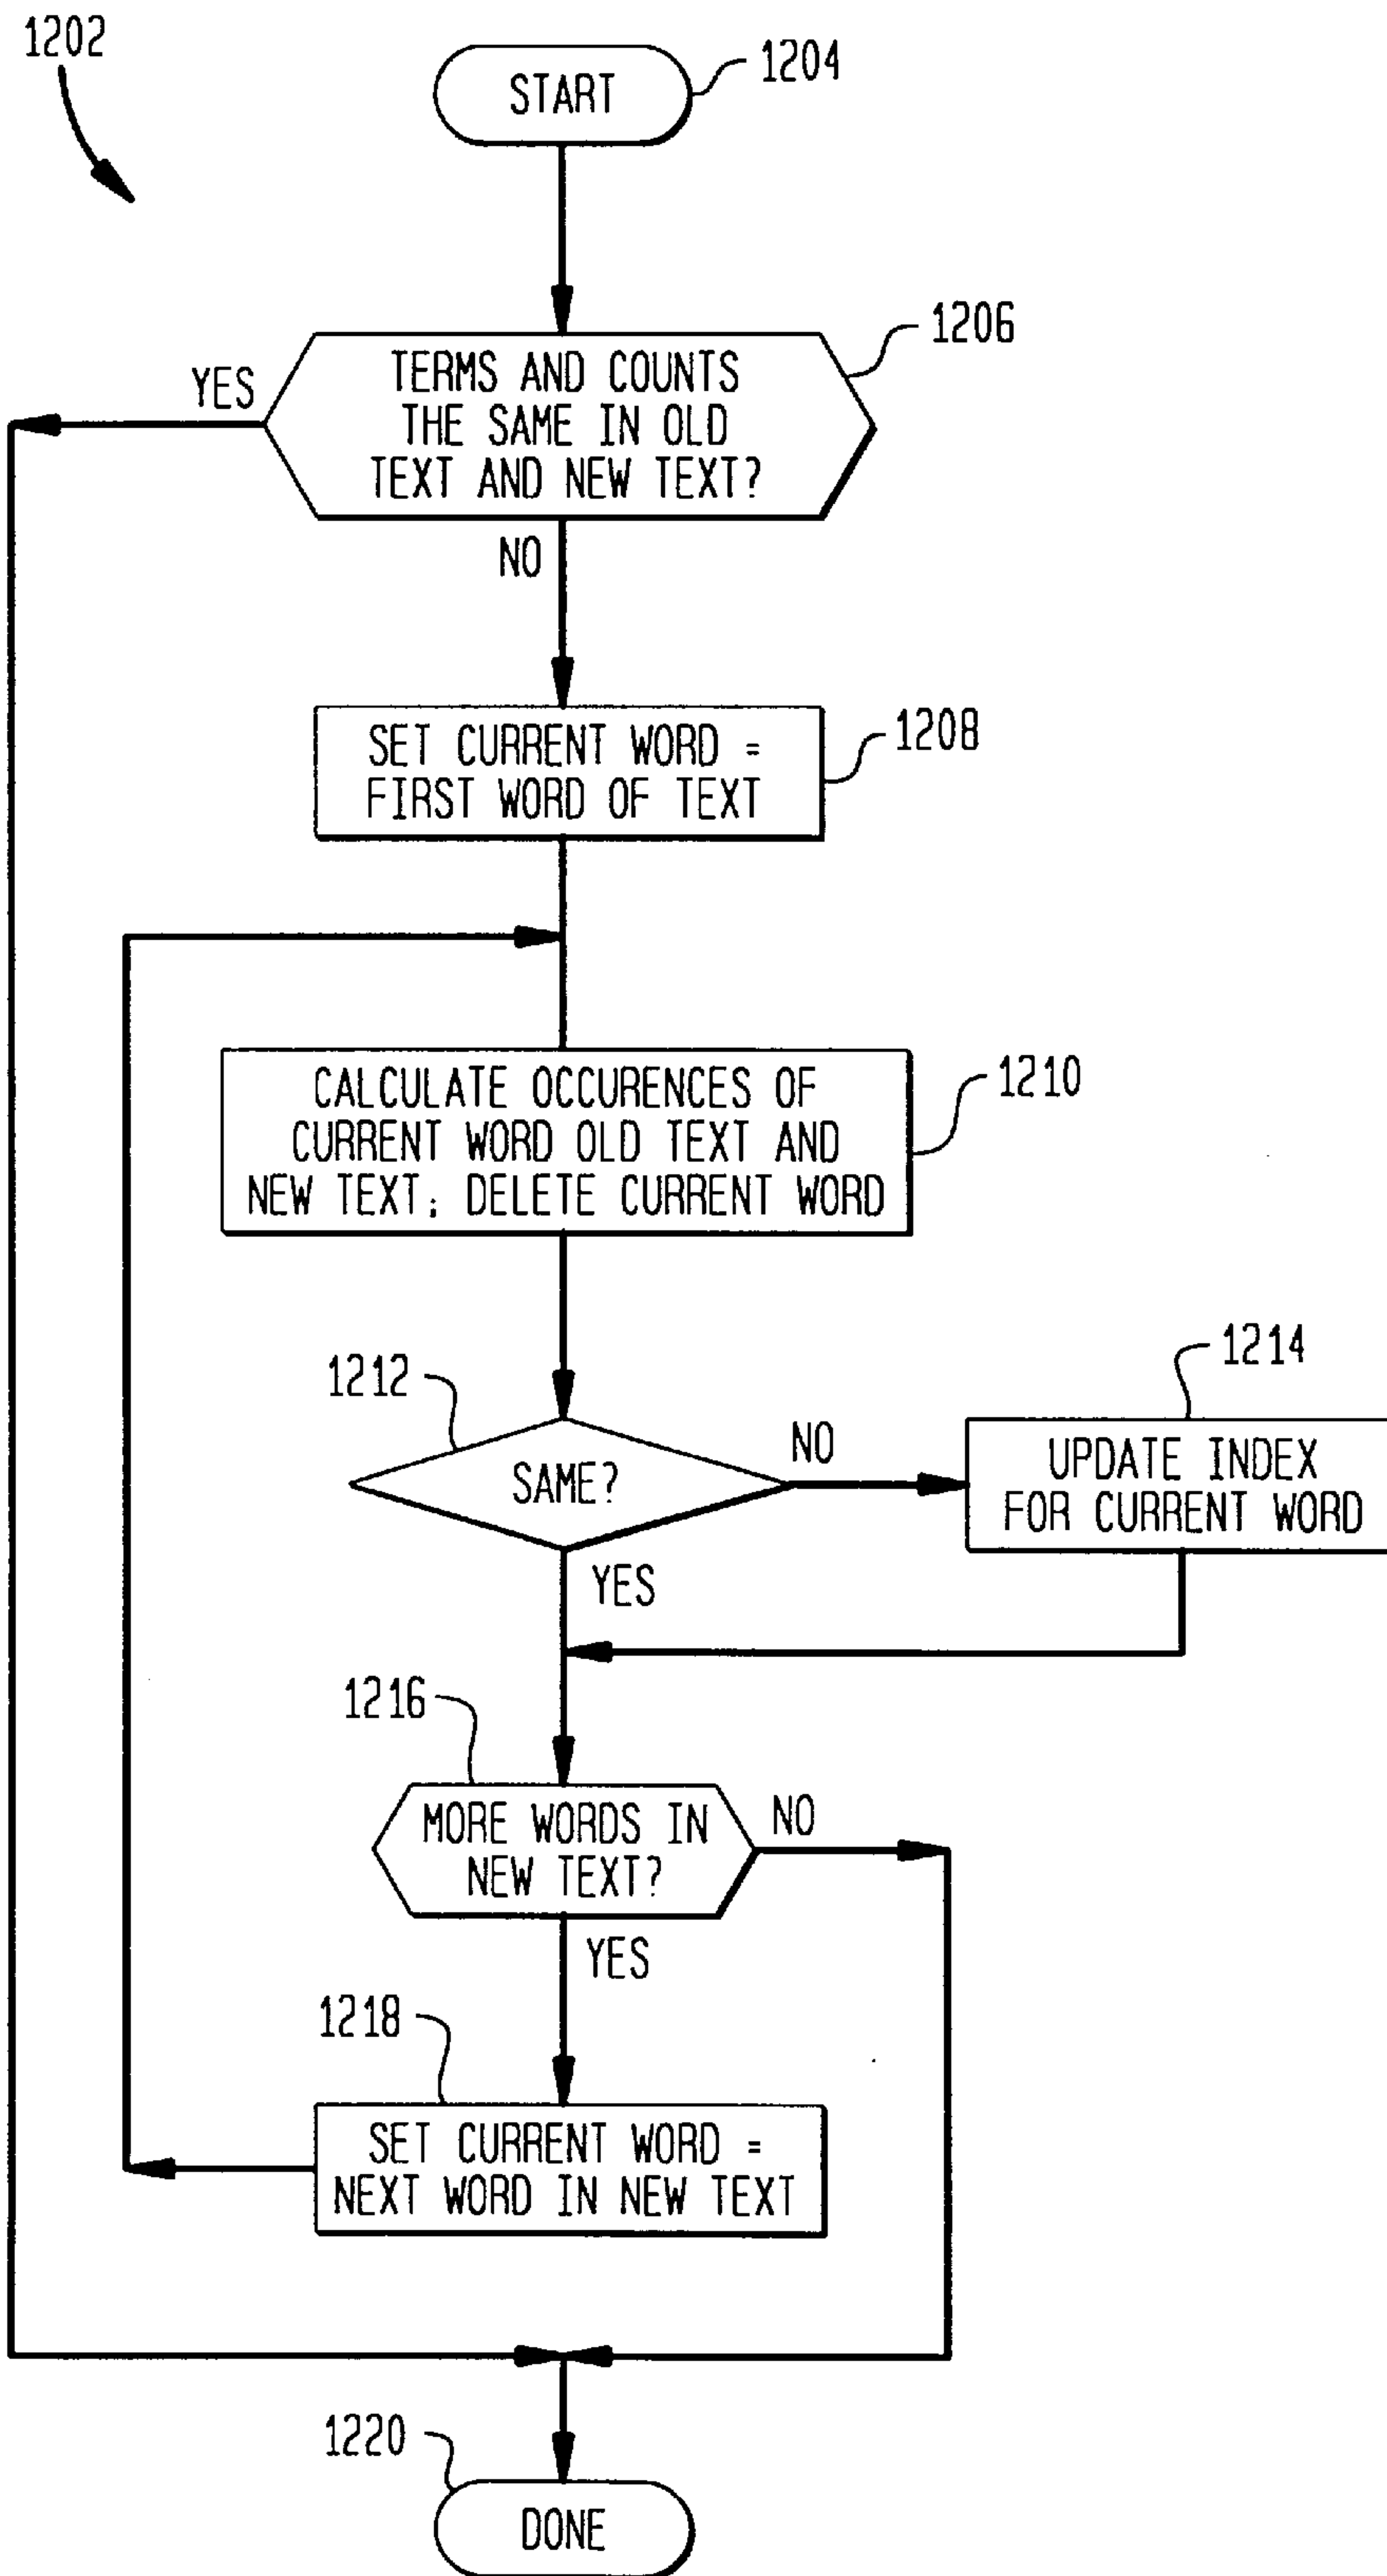 1202
START
1204
TERMS AND COUNTS
THE SAME IN OLD
TEXT AND NEW TEXT?
1206
YES
NO
SET CURRENT WORD =
FIRST WORD OF TEXT
1208
CALCULATE OCCURENCES OF
CURRENT WORD OLD TEXT AND
NEW TEXT; DELETE CURRENT WORD
1210
1212
SAME?
NO
1214
UPDATE INDEX
FOR CURRENT WORD
YES
1216
MORE WORDS IN
NEW TEXT?
NO
YES
1218
SET CURRENT WORD =
NEXT WORD IN NEW TEXT
1220
DONE